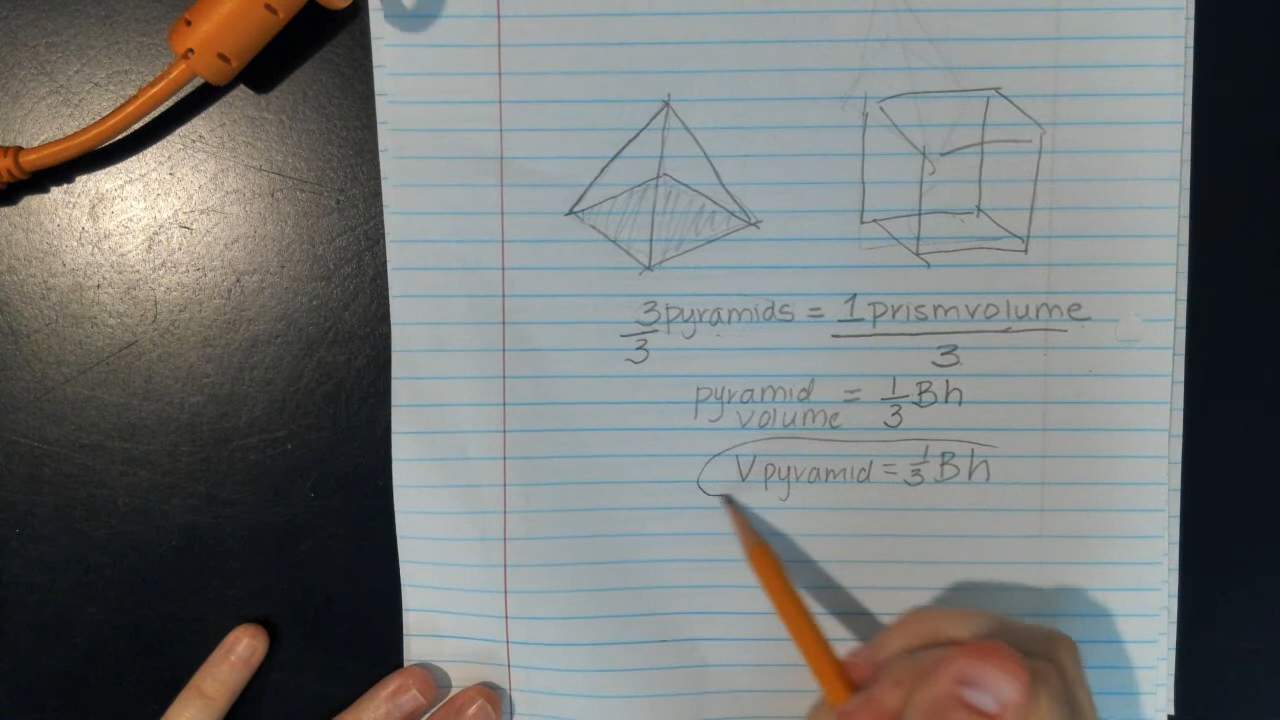 3pyramids = 1prismvolume
3 3
pyramid = 1/3 Bh
volume
Vpyramid = 1/3 Bh